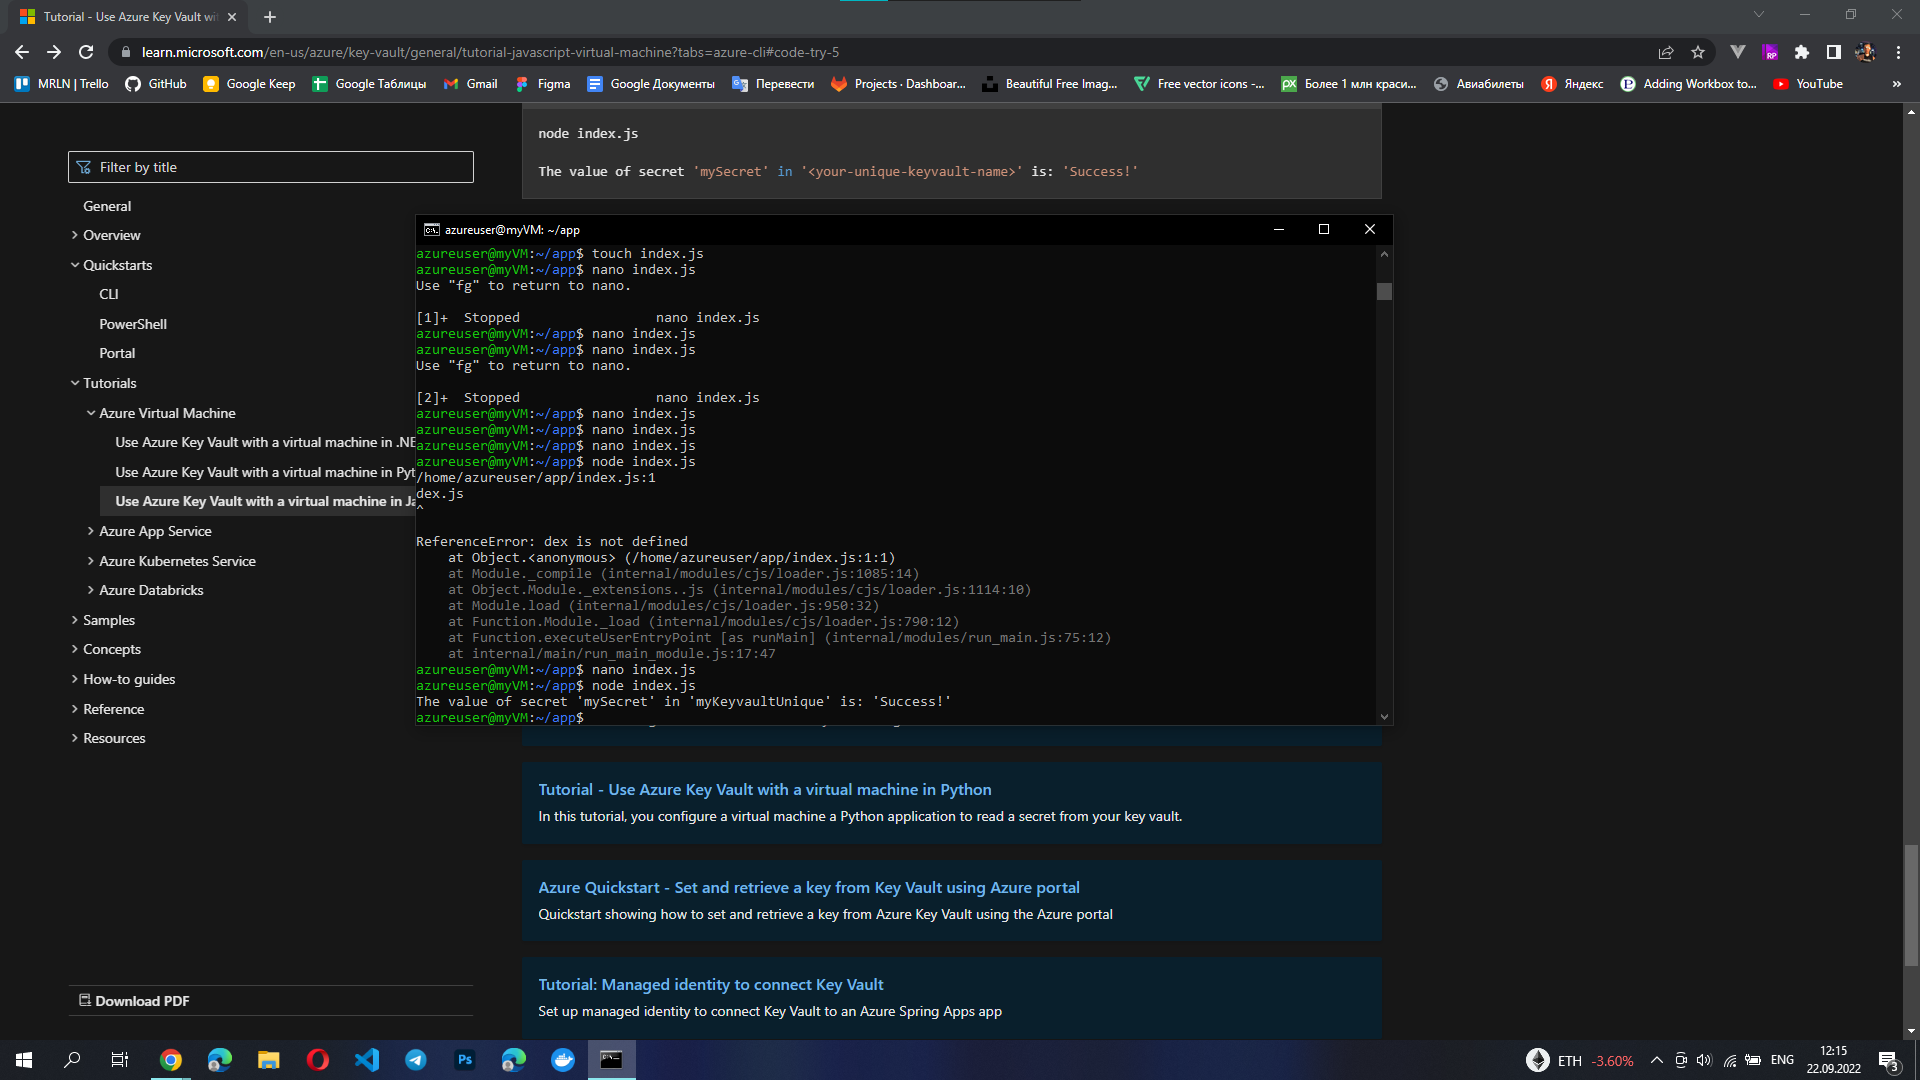 Tutorial - Use Azure Key Vault wit
learn.microsoft.com/en-us/azure/key-vault/general/tutorial-javascript-virtual-machine?tabs=azure-cli#code-try-5
MRLN | Trello
GitHub
Google Keep
Google Таблицы
Gmail
Figma
Google Документы
Перевести
Projects · Dashboar...
Beautiful Free Imag...
Free vector icons -...
Более 1 млн краси...
Авиабилеты
Яндекс
Adding Workbox to...
YouTube
»
Filter by title
General
Overview
Quickstarts
CLI
PowerShell
Portal
Tutorials
Azure Virtual Machine
Use Azure Key Vault with a virtual machine in .NE
Use Azure Key Vault with a virtual machine in Pyt
Use Azure Key Vault with a virtual machine in Ja
Azure App Service
Azure Kubernetes Service
Azure Databricks
Samples
Concepts
How-to guides
Reference
Resources
Download PDF
node index.js
The value of secret 'mySecret' in '<your-unique-keyvault-name>' is: 'Success!'
azureuser@myVM: ~/app
azureuser@myVM:~/app$ touch index.js
azureuser@myVM:~/app$ nano index.js
Use "fg" to return to nano.
[1]+  Stopped                 nano index.js
azureuser@myVM:~/app$ nano index.js
azureuser@myVM:~/app$ nano index.js
Use "fg" to return to nano.
[2]+  Stopped                 nano index.js
azureuser@myVM:~/app$ nano index.js
azureuser@myVM:~/app$ nano index.js
azureuser@myVM:~/app$ nano index.js
azureuser@myVM:~/app$ node index.js
/home/azureuser/app/index.js:1
dex.js
^
ReferenceError: dex is not defined
    at Object.<anonymous> (/home/azureuser/app/index.js:1:1)
    at Module._compile (internal/modules/cjs/loader.js:1085:14)
    at Object.Module._extensions..js (internal/modules/cjs/loader.js:1114:10)
    at Module.load (internal/modules/cjs/loader.js:950:32)
    at Function.Module._load (internal/modules/cjs/loader.js:790:12)
    at Function.executeUserEntryPoint [as runMain] (internal/modules/run_main.js:75:12)
    at internal/main/run_main_module.js:17:47
azureuser@myVM:~/app$ nano index.js
azureuser@myVM:~/app$ node index.js
The value of secret 'mySecret' in 'myKeyvaultUnique' is: 'Success!'
azureuser@myVM:~/app$
Tutorial - Use Azure Key Vault with a virtual machine in Python
In this tutorial, you configure a virtual machine a Python application to read a secret from your key vault.
Azure Quickstart - Set and retrieve a key from Key Vault using Azure portal
Quickstart showing how to set and retrieve a key from Azure Key Vault using the Azure portal
Tutorial: Managed identity to connect Key Vault
Set up managed identity to connect Key Vault to an Azure Spring Apps app
Ps
ETH -3.60%
ENG
12:15
22.09.2022
3